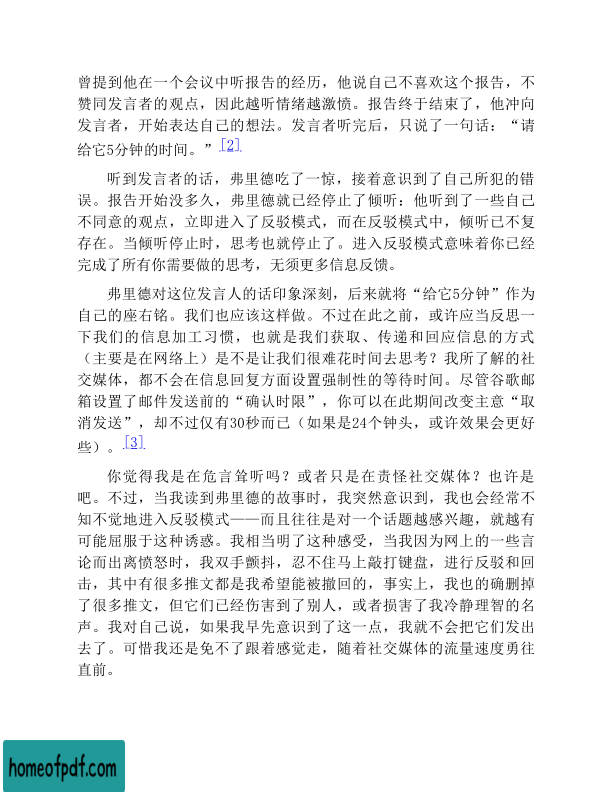 曾提到他在一个会议中听报告的经历，他说自己不喜欢这个报告，不
赞同发言者的观点，因此越听情绪越激愤。报告终于结束了，他冲向
发言者，开始表达自己的想法。发言者听完后，只说了一句话：“请
给它5分钟的时间。”[2]
听到发言者的话，弗里德吃了一惊，接着意识到了自己所犯的错
误。报告开始没多久，弗里德就已经停止了倾听：他听到了一些自己
不同意的观点，立即进入了反驳模式，而在反驳模式中，倾听已不复
存在。当倾听停止时，思考也就停止了。进入反驳模式意味着你已经
完成了所有你需要做的思考，无须更多信息反馈。
弗里德对这位发言人的话印象深刻，后来就将“给它5分钟”作为
自己的座右铭。我们也应该这样做。不过在此之前，或许应当反思一
下我们的信息加工习惯，也就是我们获取、传递和回应信息的方式
（主要是在网络上）是不是让我们很难花时间去思考？我所了解的社
交媒体，都不会在信息回复方面设置强制性的等待时间。尽管谷歌邮
箱设置了邮件发送前的“确认时限”，你可以在此期间改变主意“取
消发送”，却不过仅有30秒而已（如果是24个钟头，或许效果会更好
些）。[3]
你觉得我是在危言耸听吗？或者只是在责怪社交媒体？也许是
吧。不过，当我读到弗里德的故事时，我突然意识到，我也会经常不
知不觉地进入反驳模式——而且往往是对一个话题越感兴趣，就越有
可能屈服于这种诱惑。我相当明了这种感受，当我因为网上的一些言
论而出离愤怒时，我双手颤抖，忍不住马上敲打键盘，进行反驳和回
击，其中有很多推文都是我希望能被撤回的，事实上，我也的确删掉
了很多推文，但它们已经伤害到了别人，或者损害了我冷静理智的名
声。我对自己说，如果我早先意识到了这一点，我就不会把它们发出
去了。可惜我还是免不了跟着感觉走，随着社交媒体的流量速度勇往
直前。
homeofpdf.com